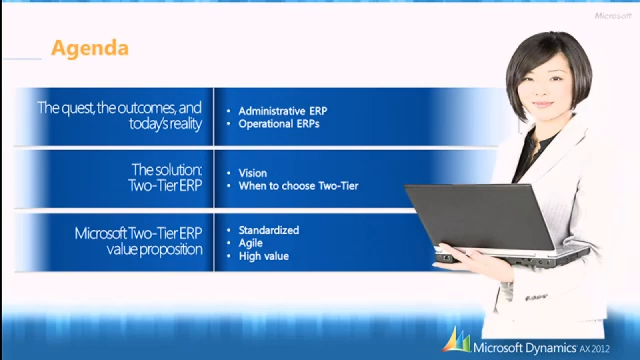 Microsoft
Agenda
The quest, the outcomes, and
today's reality
• Administrative ERP
• Operational ERPs
The solution:
Two-Tier ERP
• Vision
• When to choose Two-Tier
Microsoft Two-Tier ERP
value proposition
• Standardized
• Agile
• High value
Microsoft Dynamics AX 2012